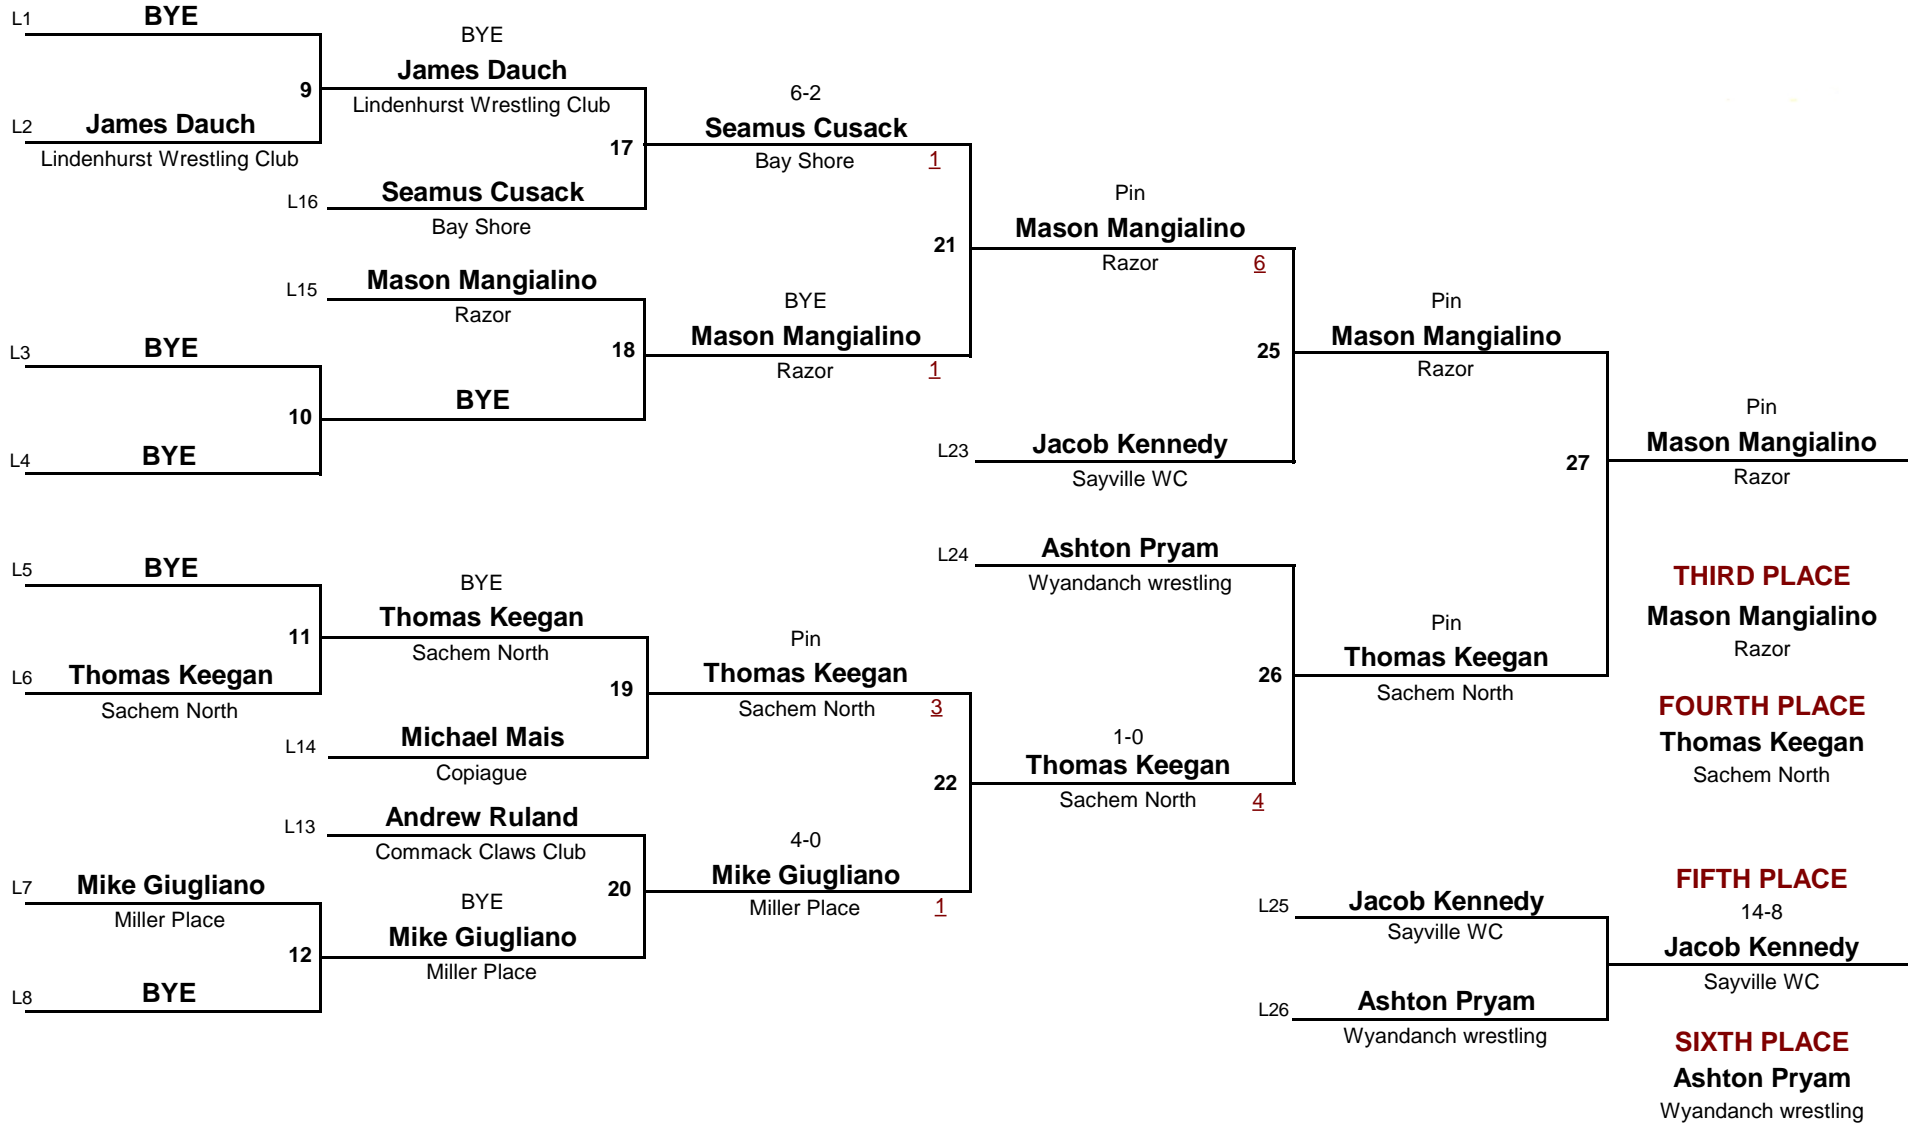 L1
BYE
9
L2
James Dauch
Lindenhurst Wrestling Club
BYE
James Dauch
Lindenhurst Wrestling Club
17
L16
Seamus Cusack
Bay Shore
6-2
Seamus Cusack
Bay Shore
1
21
L15
Mason Mangialino
Razor
18
L3
BYE
10
L4
BYE
BYE
BYE
Mason Mangialino
Razor
1
Pin
Mason Mangialino
Razor
6
25
L23
Jacob Kennedy
Sayville WC
Pin
Mason Mangialino
Razor
27
Pin
Mason Mangialino
Razor
L5
BYE
11
L6
Thomas Keegan
Sachem North
BYE
Thomas Keegan
Sachem North
19
L14
Michael Mais
Copiague
Pin
Thomas Keegan
Sachem North
3
22
L13
Andrew Ruland
Commack Claws Club
20
L7
Mike Giugliano
Miller Place
12
L8
BYE
BYE
Mike Giugliano
Miller Place
4-0
Mike Giugliano
Miller Place
1
L24
Ashton Pryam
Wyandanch wrestling
26
1-0
Thomas Keegan
Sachem North
4
Pin
Thomas Keegan
Sachem North
THIRD PLACE
Mason Mangialino
Razor
FOURTH PLACE
Thomas Keegan
Sachem North
L25
Jacob Kennedy
Sayville WC
L26
Ashton Pryam
Wyandanch wrestling
FIFTH PLACE
14-8
Jacob Kennedy
Sayville WC
SIXTH PLACE
Ashton Pryam
Wyandanch wrestling